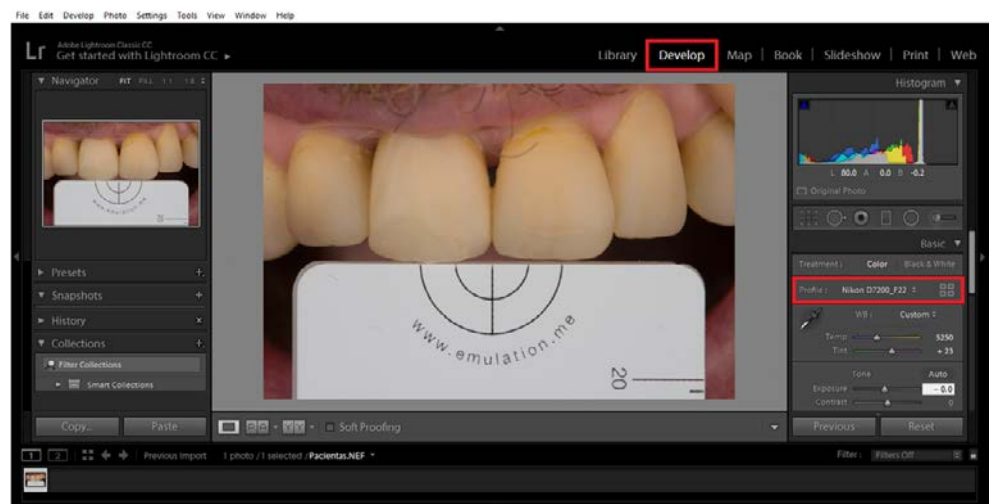 File Edit Develop Photo Settings Tools View Window Help
Lr Adobe Lightroom Classic CC
Get started with Lightroom CC ▸
Library Develop Map | Book | Slideshow | Print | Web
Navigator FIT FILL 1:1
Histogram
L 80.0 A 0.0 B -0.2
Original Photo
Basic
Treatment: Color Black & White
Profile: Nikon D7200_F22
WB: Custom
Temp 5250
Tint + 23
Tone Auto
Exposure - 0.0
Contrast 0
Previous Reset
Presets +
Snapshots +
History ×
Collections +
Filter Collections
Smart Collections
Copy... Paste
www.emulation.me
20
Soft Proofing
1 2 Previous Import 1 photo / 1 selected / Pacientas.NEF
Filter: Filters Off